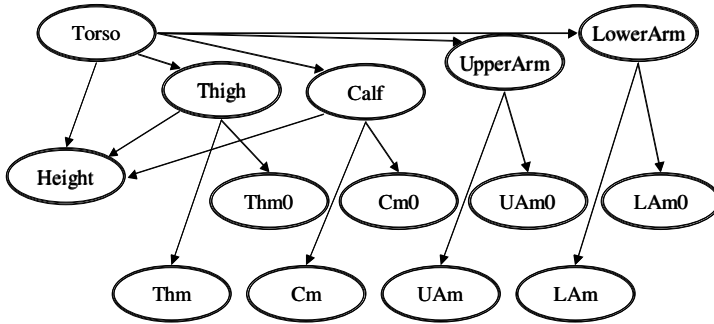 Torso
LowerArm
UpperArm
Thigh
Calf
Height
Thm0
Cm0
UAm0
LAm0
Thm
Cm
UAm
LAm